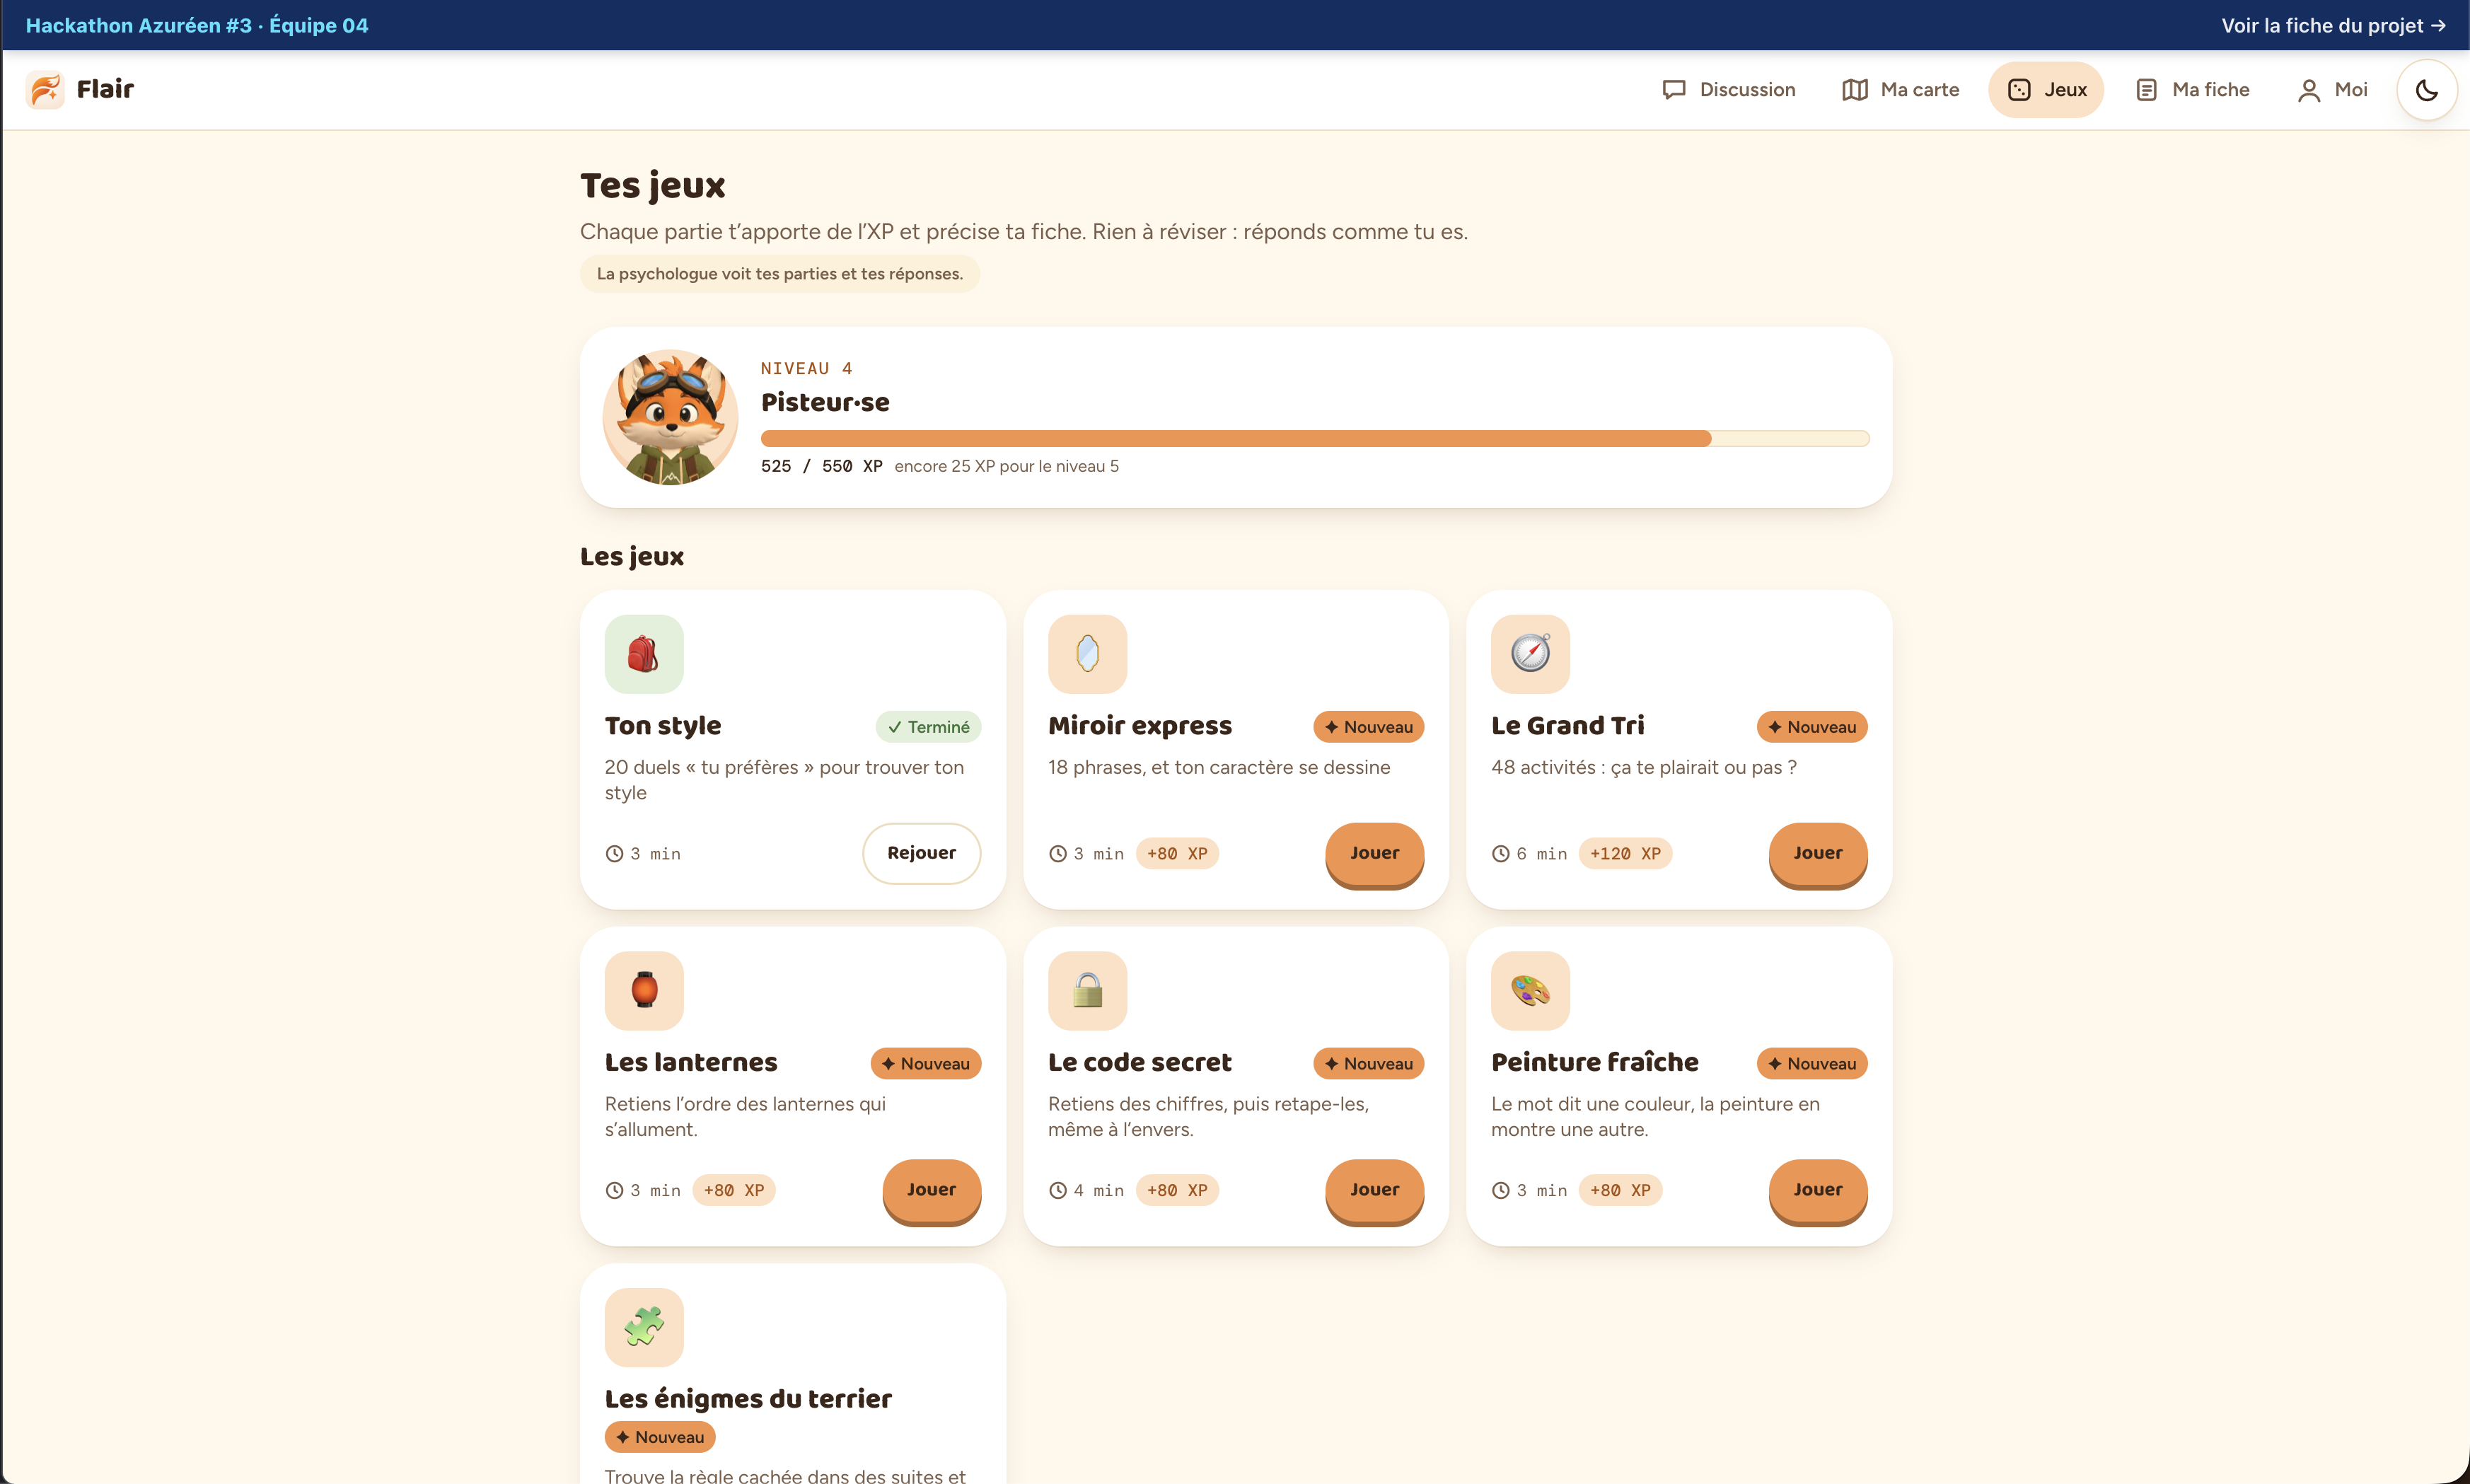 Hackathon Azuréen #3 · Équipe 04
Voir la fiche du projet →
Flair
Discussion
Ma carte
Jeux
Ma fiche
Moi
Tes jeux
Chaque partie t’apporte de l’XP et précise ta fiche. Rien à réviser : réponds comme tu es.
La psychologue voit tes parties et tes réponses.
NIVEAU 4
Pisteur·se
525 / 550 XP encore 25 XP pour le niveau 5
Les jeux
Ton style
✓ Terminé
20 duels « tu préfères » pour trouver ton
style
3 min
Rejouer
Miroir express
✦ Nouveau
18 phrases, et ton caractère se dessine
3 min
+80 XP
Jouer
Le Grand Tri
✦ Nouveau
48 activités : ça te plairait ou pas ?
6 min
+120 XP
Jouer
Les lanternes
✦ Nouveau
Retiens l’ordre des lanternes qui
s’allument.
3 min
+80 XP
Jouer
Le code secret
✦ Nouveau
Retiens des chiffres, puis retape-les,
même à l’envers.
4 min
+80 XP
Jouer
Peinture fraîche
✦ Nouveau
Le mot dit une couleur, la peinture en
montre une autre.
3 min
+80 XP
Jouer
Les énigmes du terrier
✦ Nouveau
Trouve la règle cachée dans des suites et